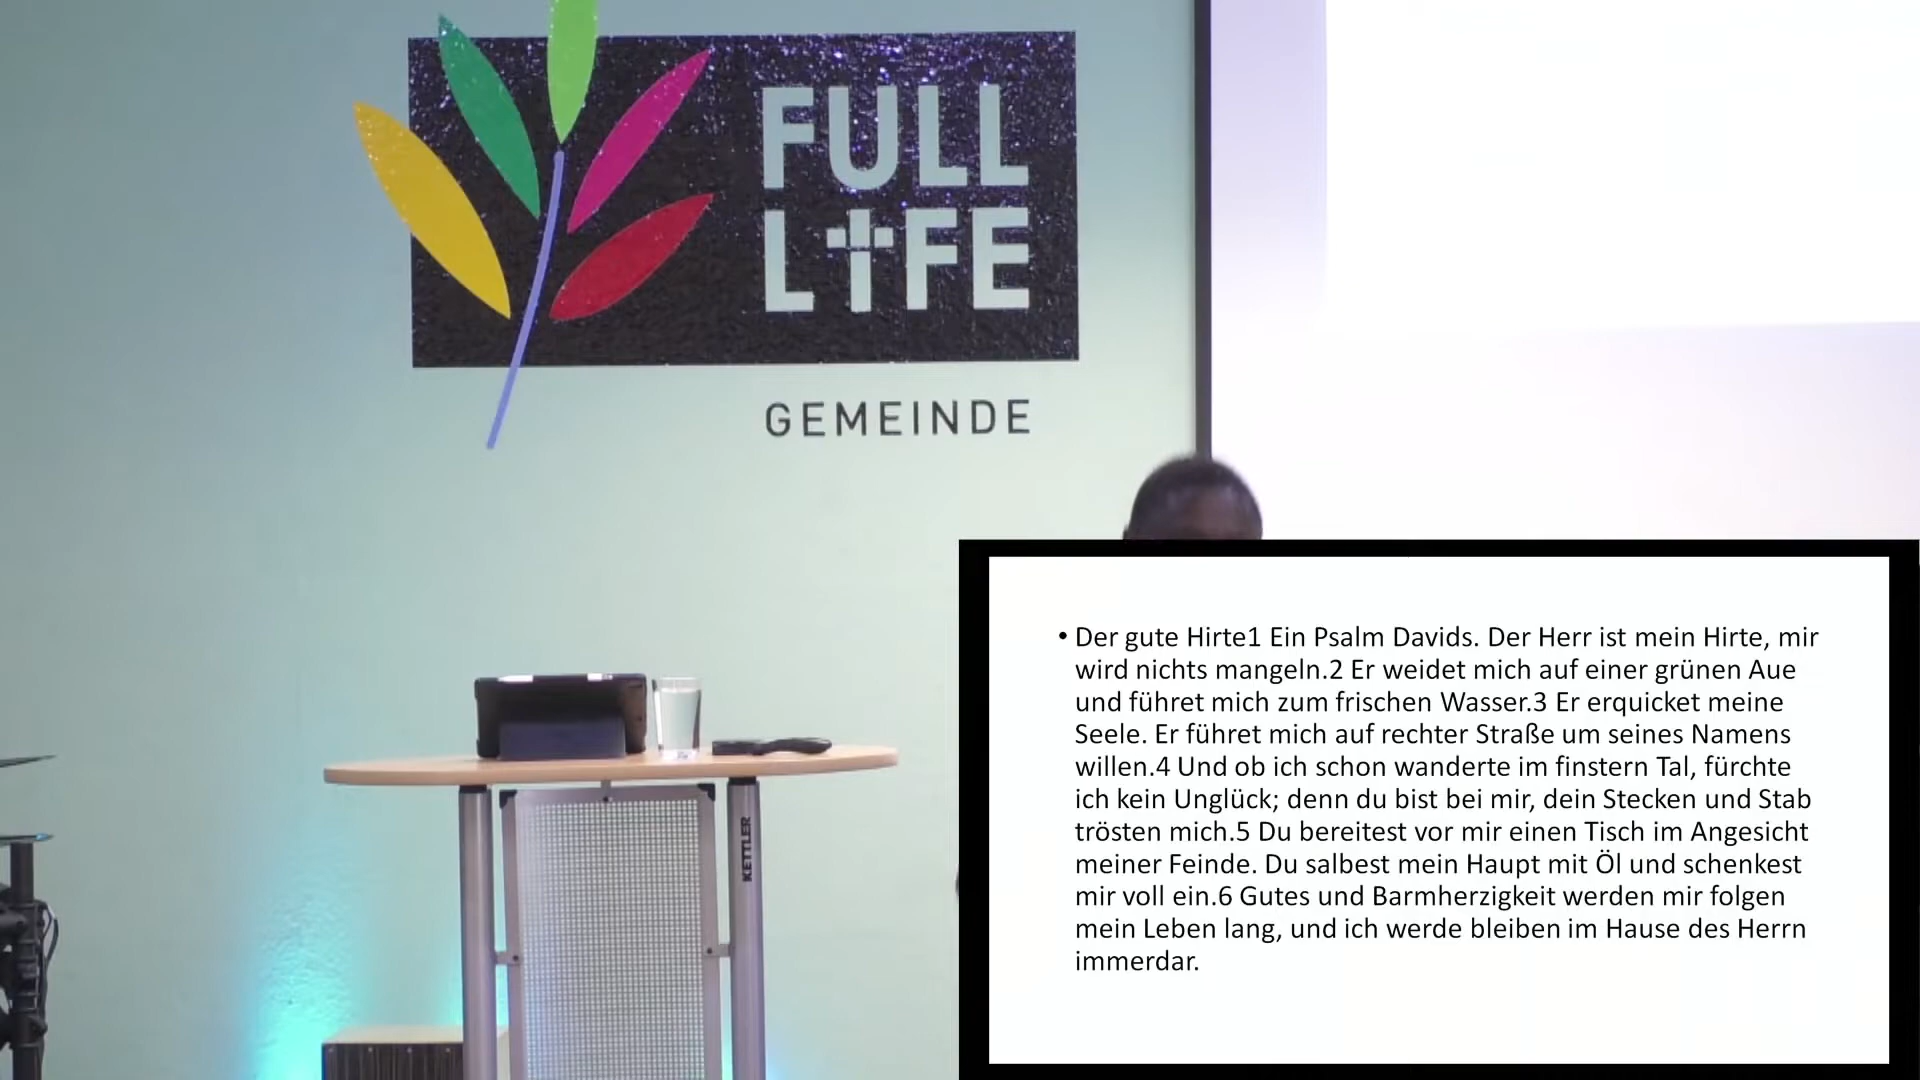 FULL
LIFE
GEMEINDE
KETTLER
• Der gute Hirte1 Ein Psalm Davids. Der Herr ist mein Hirte, mir
wird nichts mangeln.2 Er weidet mich auf einer grünen Aue
und führet mich zum frischen Wasser.3 Er erquicket meine
Seele. Er führet mich auf rechter Straße um seines Namens
willen.4 Und ob ich schon wanderte im finstern Tal, fürchte
ich kein Unglück; denn du bist bei mir, dein Stecken und Stab
trösten mich.5 Du bereitest vor mir einen Tisch im Angesicht
meiner Feinde. Du salbest mein Haupt mit Öl und schenkest
mir voll ein.6 Gutes und Barmherzigkeit werden mir folgen
mein Leben lang, und ich werde bleiben im Hause des Herrn
immerdar.